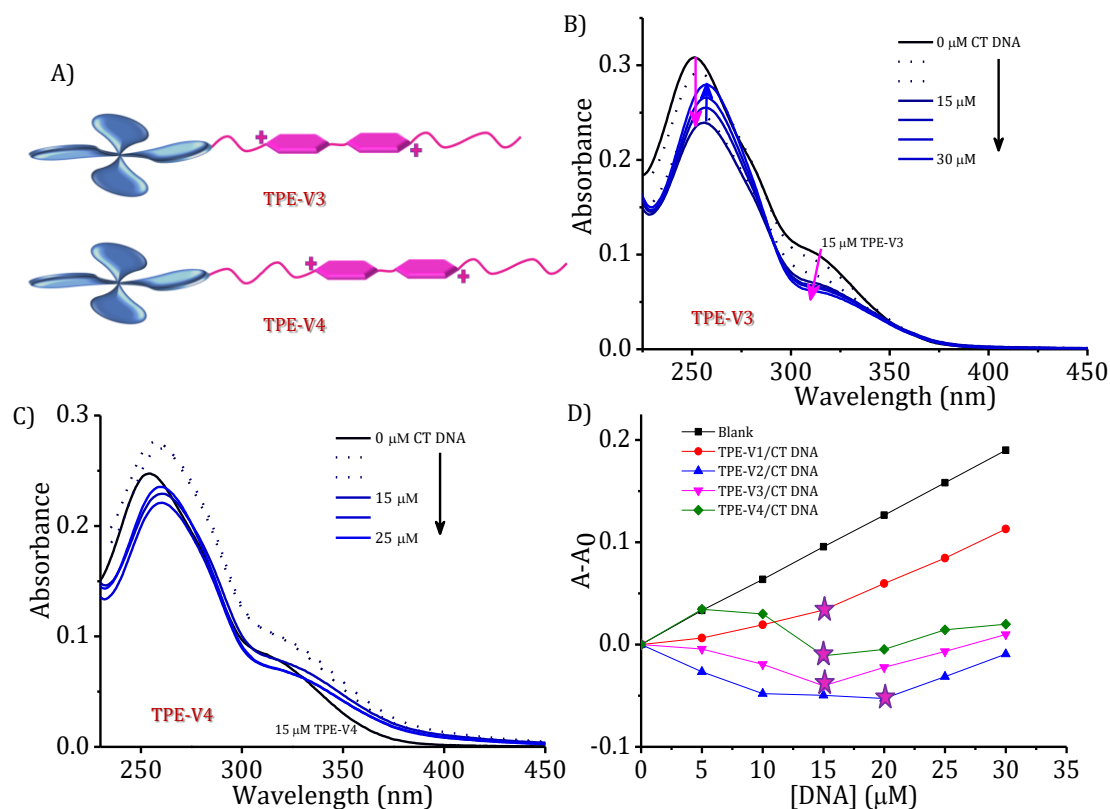 A)
TPE-V3
TPE-V4
B)
Absorbance
0.3
0.2
0.1
0.0
0 μM CT DNA
15 μM
30 μM
15 μM TPE-V3
TPE-V3
250 300 350 400 450
Wavelength (nm)
C)
Absorbance
0.3
0.2
0.1
0.0
0 μM CT DNA
15 μM
25 μM
TPE-V4
15 μM TPE-V4
250 300 350 400 450
Wavelength (nm)
D)
A-A0
0.2
0.1
0.0
-0.1
Blank
TPE-V1/CT DNA
TPE-V2/CT DNA
TPE-V3/CT DNA
TPE-V4/CT DNA
0 5 10 15 20 25 30 35
[DNA] (μM)